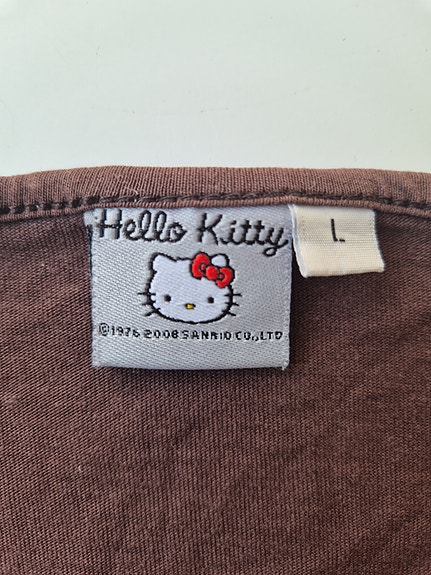 Hello Kitty
L
©1976 2008 SANRIO CO.,LTD